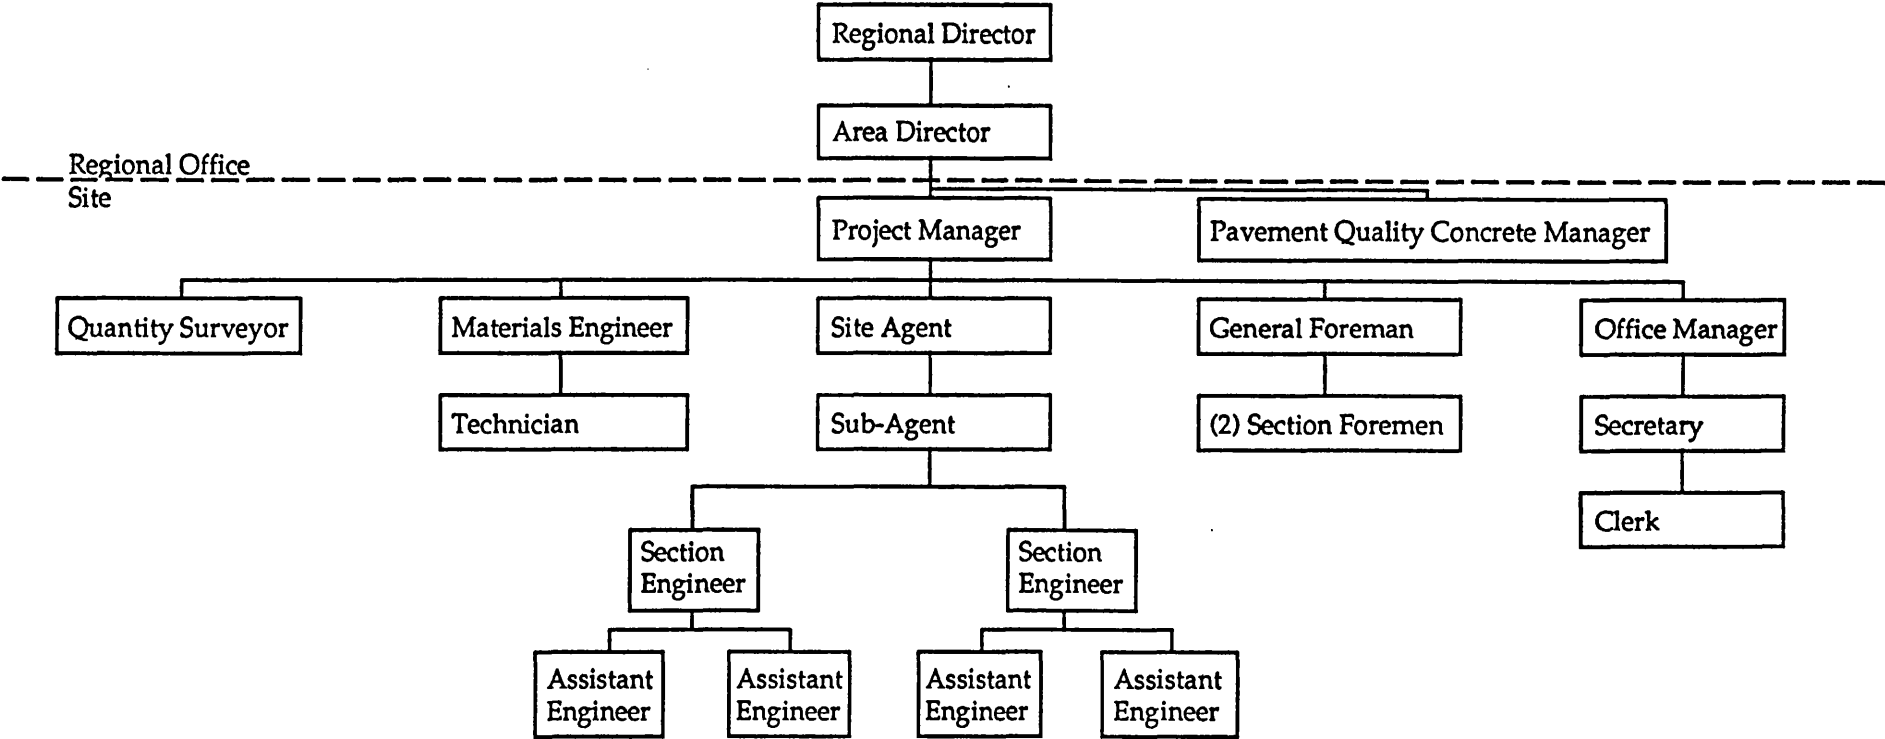 Regional Director
Area Director
Regional Office
Site
Project Manager
Pavement Quality Concrete Manager
Quantity Surveyor
Materials Engineer
Site Agent
General Foreman
Office Manager
Technician
Sub-Agent
(2) Section Foremen
Secretary
Clerk
Section
Engineer
Section
Engineer
Assistant
Engineer
Assistant
Engineer
Assistant
Engineer
Assistant
Engineer